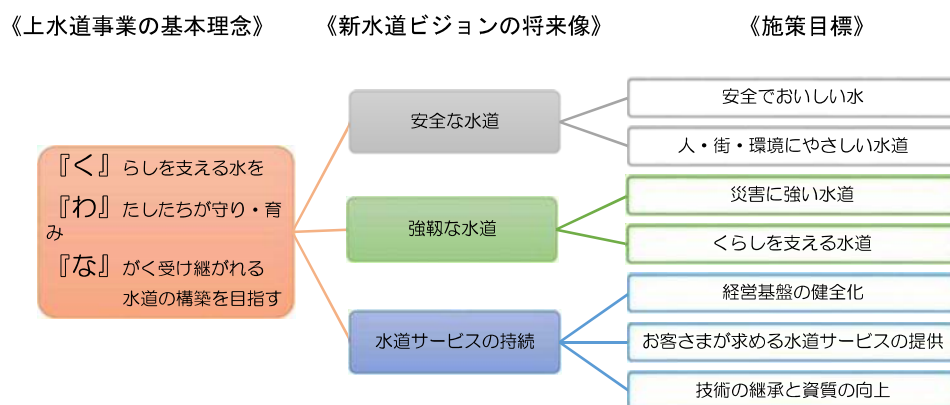 《上水道事業の基本理念》
《新水道ビジョンの将来像》
《施策目標》
『く』らしを支える水を
『わ』たしたちが守り・育
み
『な』がく受け継がれる
水道の構築を目指す
安全な水道
強靱な水道
水道サービスの持続
安全でおいしい水
人・街・環境にやさしい水道
災害に強い水道
くらしを支える水道
経営基盤の健全化
お客さまが求める水道サービスの提供
技術の継承と資質の向上